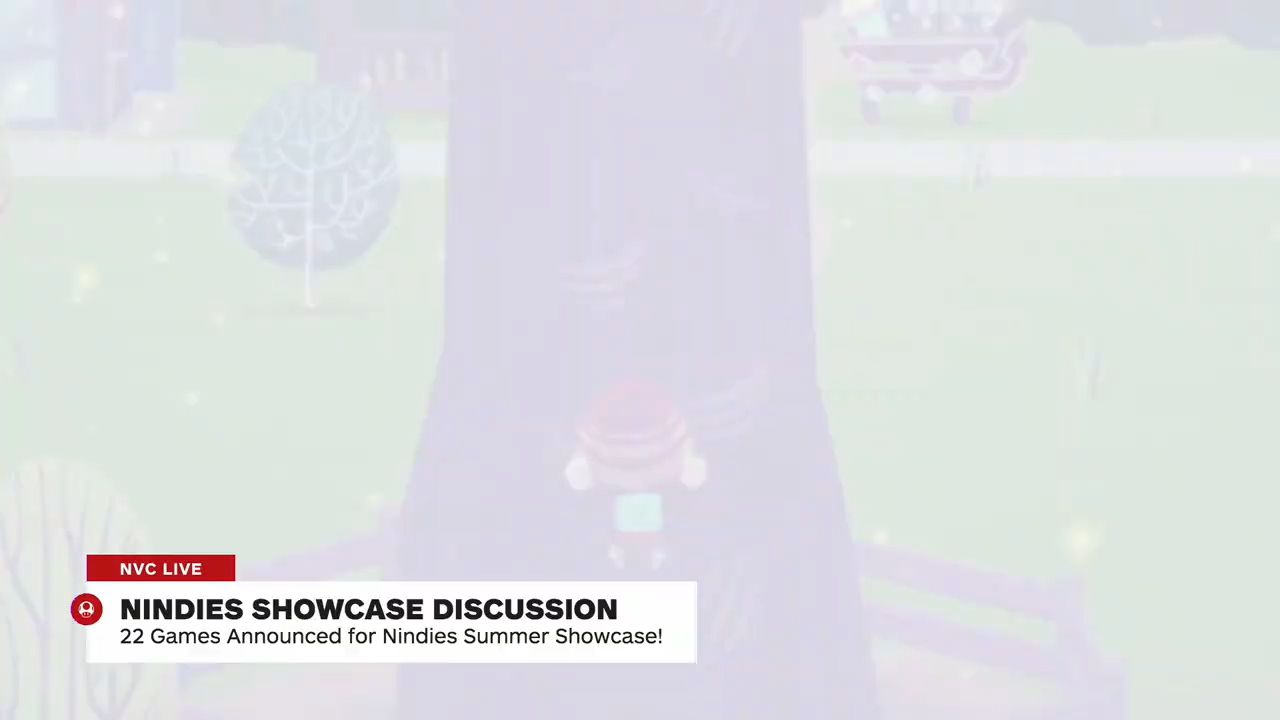 NVC LIVE
NINDIES SHOWCASE DISCUSSION
22 Games Announced for Nindies Summer Showcase!